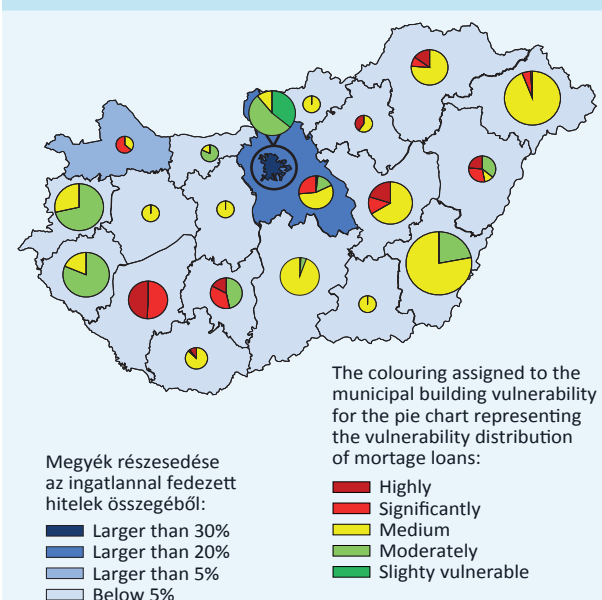 The colouring assigned to the
municipal building vulnerability
for the pie chart representing
the vulnerability distribution
of mortage loans:
Highly
Significantly
Medium
Moderately
Slighty vulnerable
Megyék részesedése
az ingatlannal fedezett
hitelek összegéből:
Larger than 30%
Larger than 20%
Larger than 5%
Below 5%